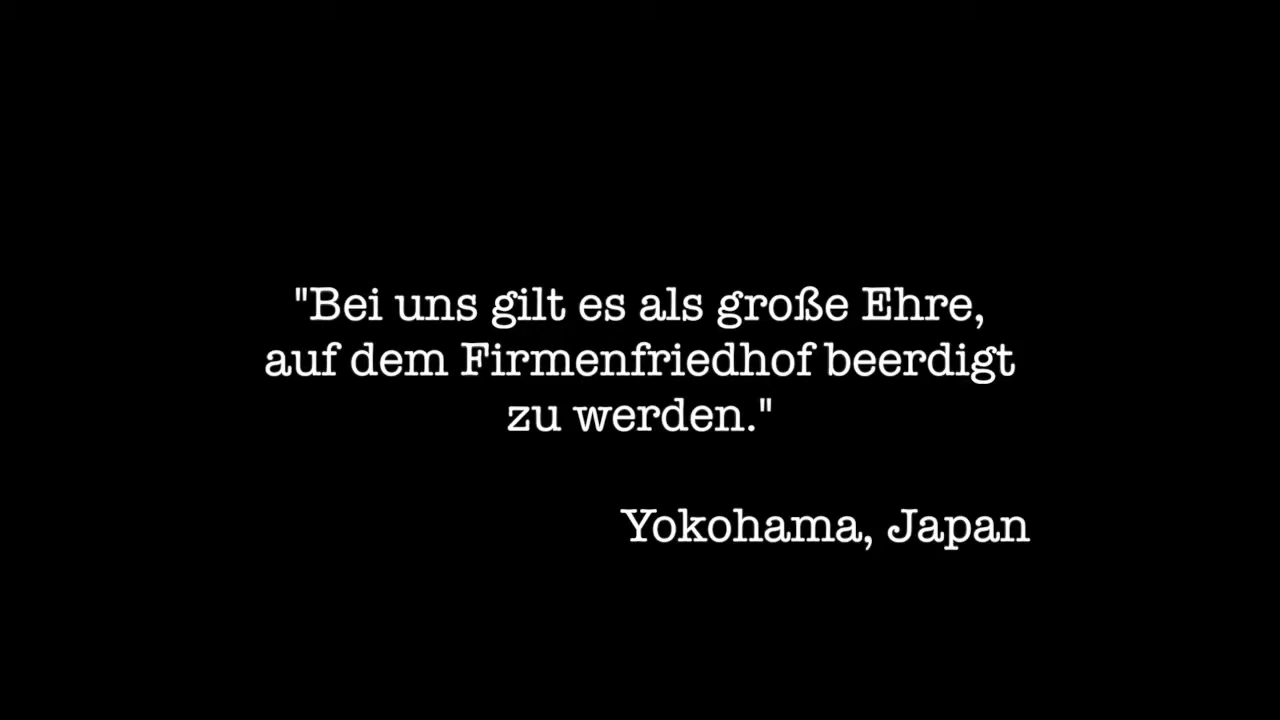 "Bei uns gilt es als große Ehre,
auf dem Firmenfriedhof beerdigt
zu werden."
Yokohama, Japan